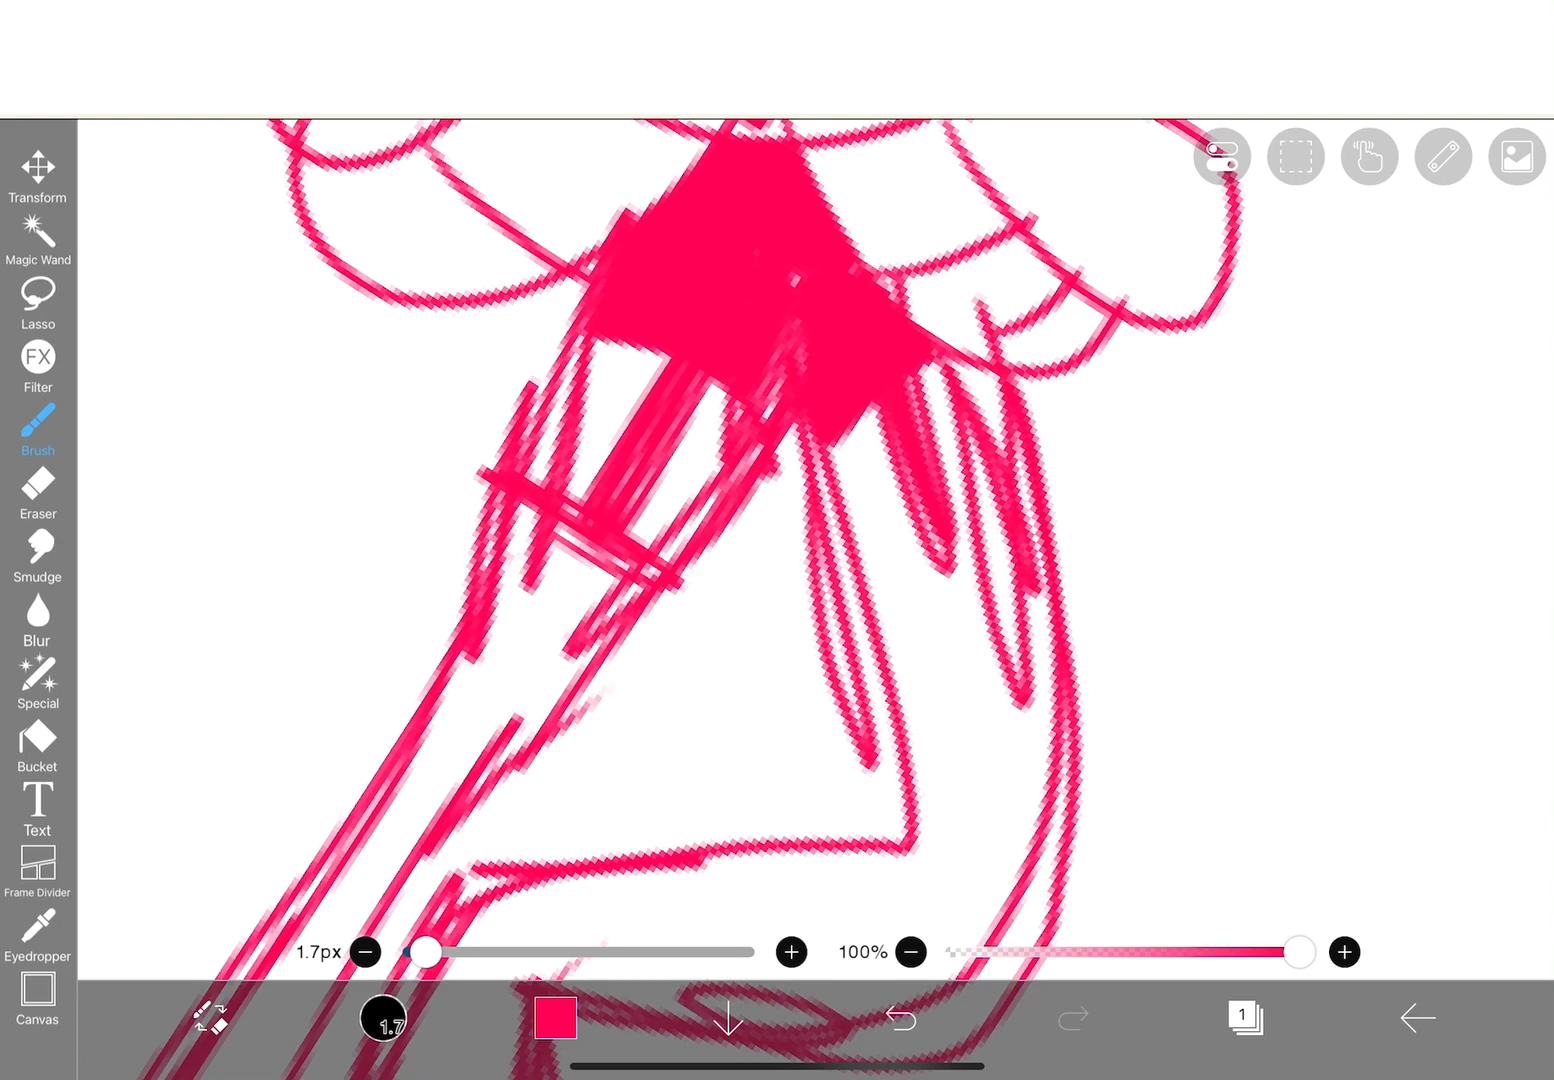 Transform
Magic Wand
Lasso
FX
Filter
Brush
Eraser
Smudge
Blur
Special
Bucket
T
Text
Frame Divider
Eyedropper
Canvas
1.7px
100%
1.7
1